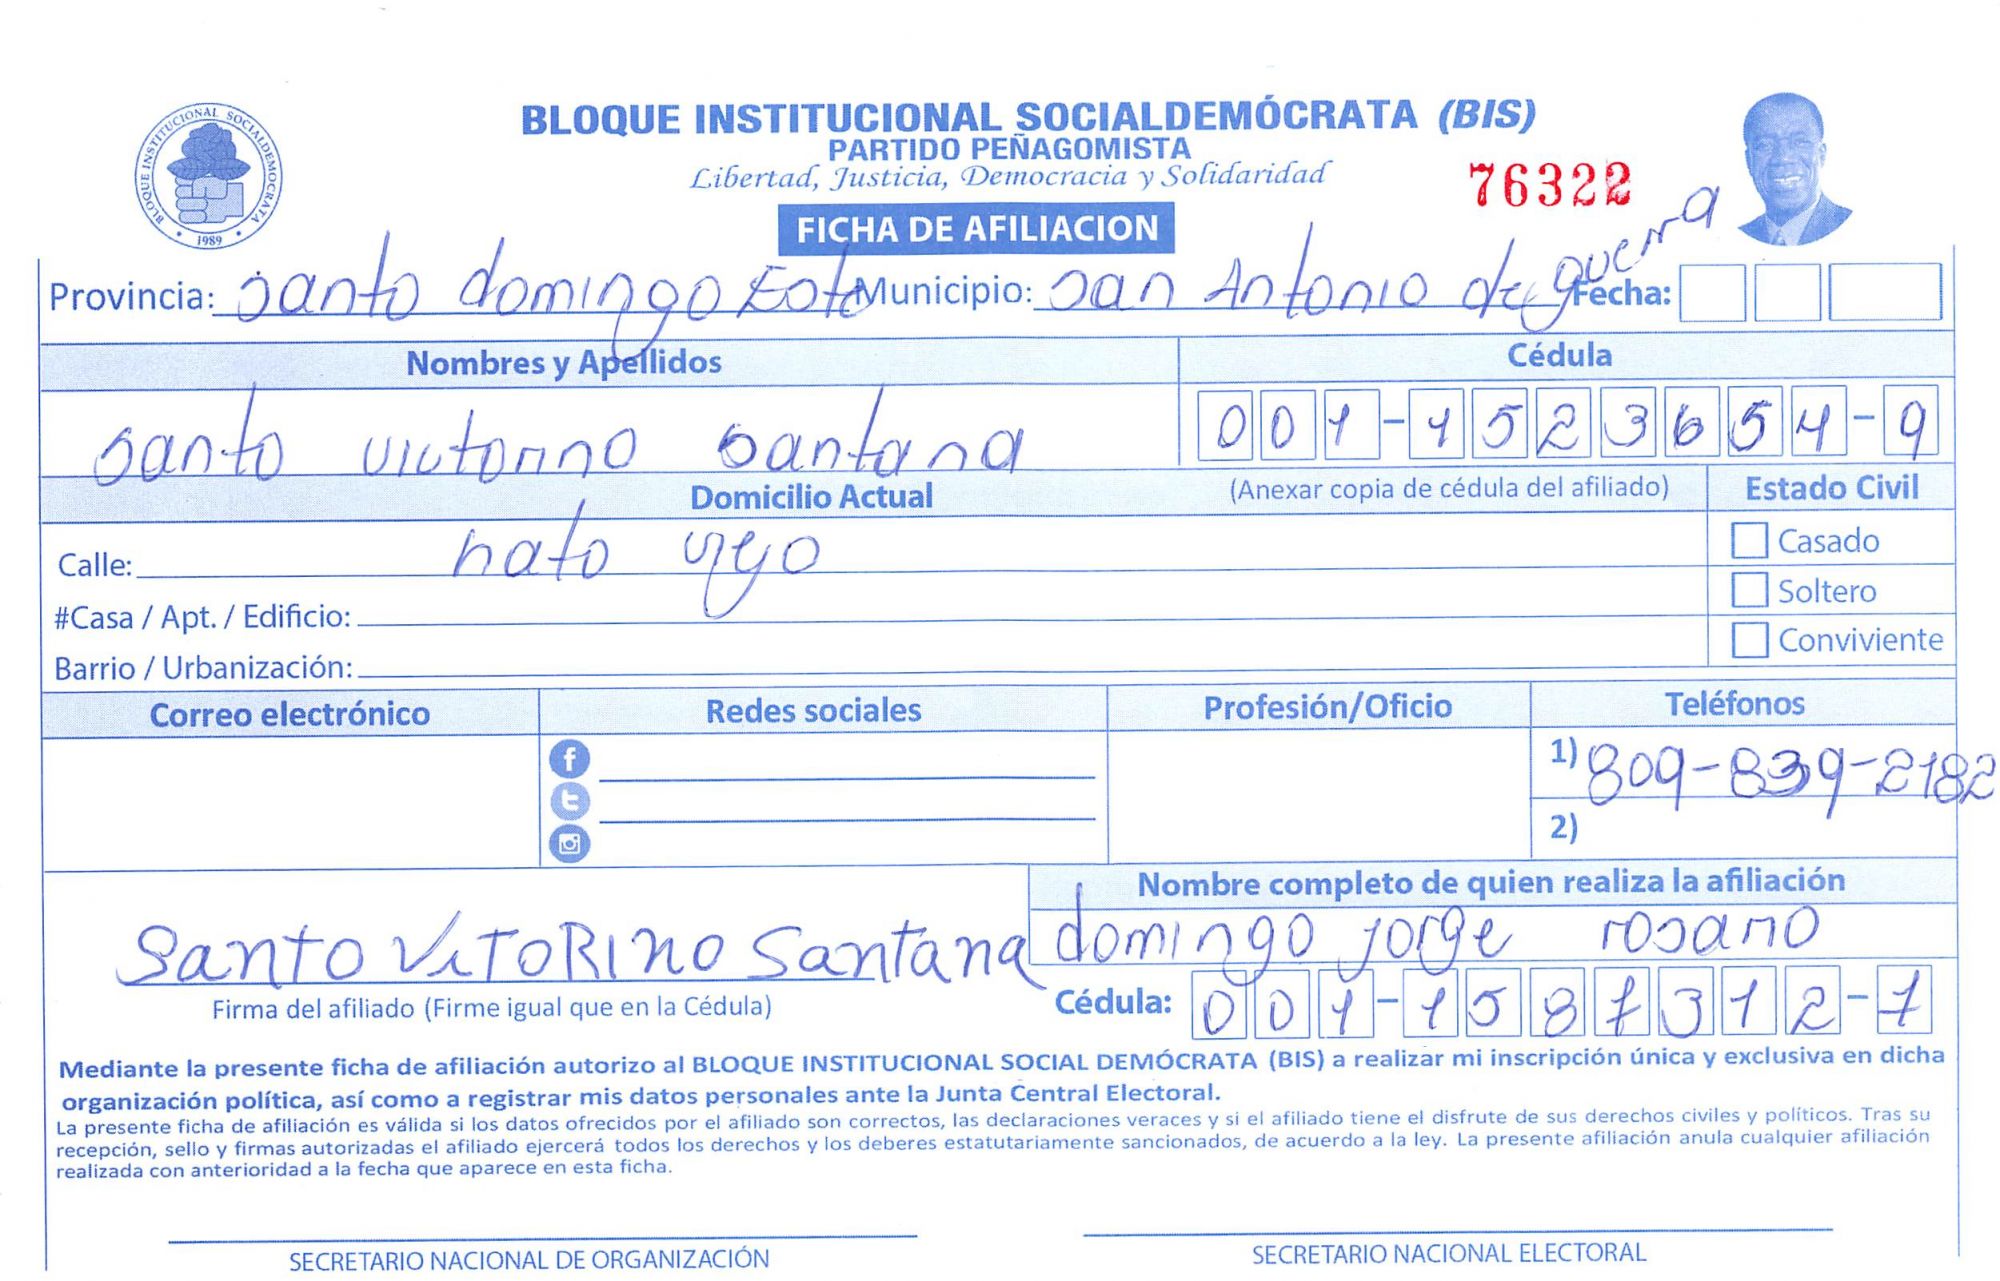 BLOQUE INSTITUCIONAL SOCIALDEMÓCRATA (BIS)
BLOQUE INSTITUCIONAL SOCIALDEMOCRATA
1989
PARTIDO PEÑAGOMISTA
Libertad, Justicia, Democracia y Solidaridad
76322
FICHA DE AFILIACION
Provincia: Santo domingo Este Municipio: San Antonio de guerra Fecha:
Nombres y Apellidos Cédula
Santo victorino Santana 001-1523654-9
Domicilio Actual (Anexar copia de cédula del afiliado) Estado Civil
Calle: hato viejo Casado
#Casa / Apt. / Edificio: Soltero
Barrio / Urbanización: Conviviente
Correo electrónico Redes sociales Profesión/Oficio Teléfonos
1) 809-839-2182
2)
Nombre completo de quien realiza la afiliación
Santo VitoRino Santana domingo jorge rosario
Firma del afiliado (Firme igual que en la Cédula) Cédula: 001-1587312-1
Mediante la presente ficha de afiliación autorizo al BLOQUE INSTITUCIONAL SOCIAL DEMÓCRATA (BIS) a realizar mi inscripción única y exclusiva en dicha
organización política, así como a registrar mis datos personales ante la Junta Central Electoral.
La presente ficha de afiliación es válida si los datos ofrecidos por el afiliado son correctos, las declaraciones veraces y si el afiliado tiene el disfrute de sus derechos civiles y políticos. Tras su
recepción, sello y firmas autorizadas el afiliado ejercerá todos los derechos y los deberes estatutariamente sancionados, de acuerdo a la ley. La presente afiliación anula cualquier afiliación
realizada con anterioridad a la fecha que aparece en esta ficha.
SECRETARIO NACIONAL DE ORGANIZACIÓN SECRETARIO NACIONAL ELECTORAL